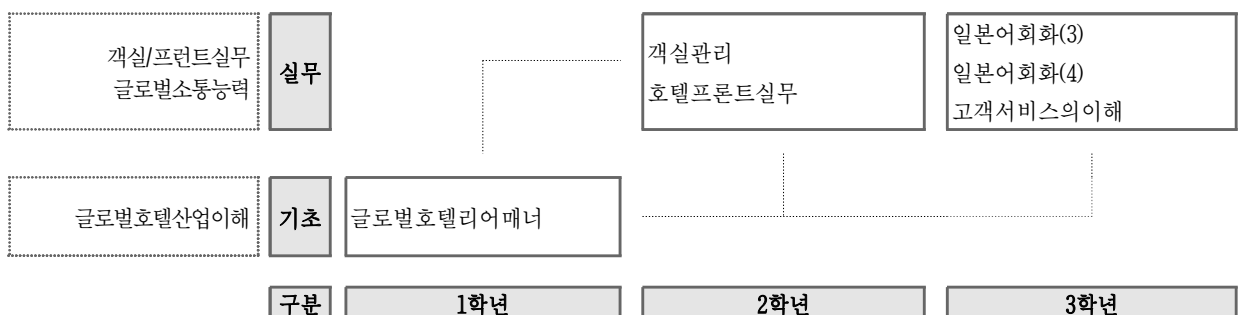 객실/프런트실무
글로벌소통능력
실무
객실관리
호텔프론트실무
일본어회화(3)
일본어회화(4)
고객서비스의이해
글로벌호텔산업이해
기초
글로벌호텔리어매너
구분
1학년
2학년
3학년